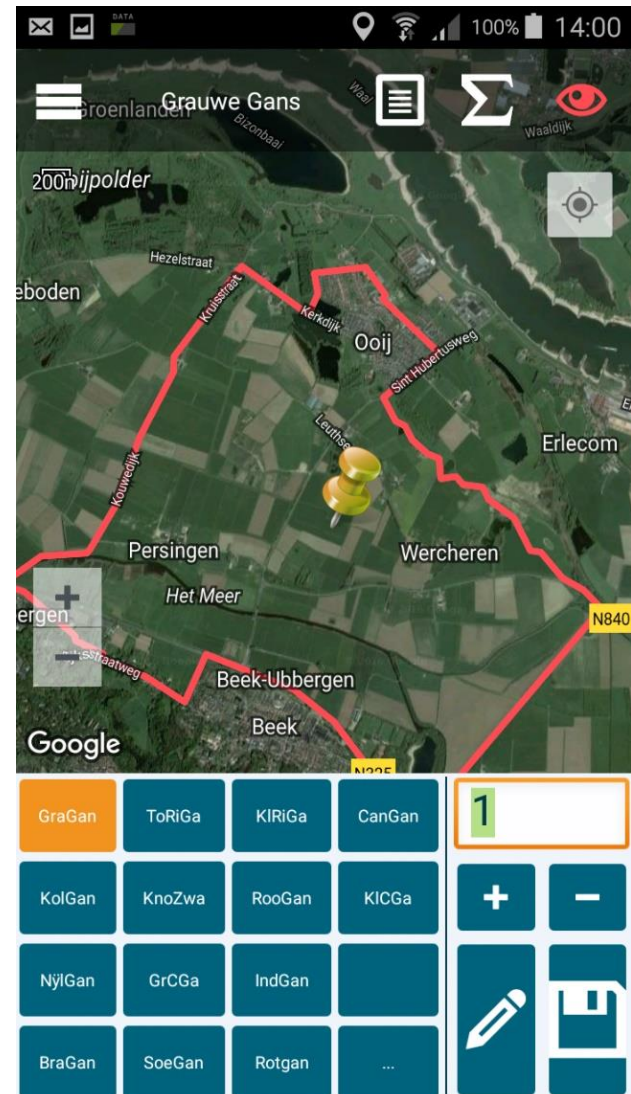 DATA
100% 14:00
Groenlanden
Grauwe Gans
Bizonbaai
Waal
Waaldijk
200m
ijpolder
Hezelstraat
eboden
Kruisstraat
Kerkdijk
Ooij
Sint Hubertusweg
Leuthse
Erlecom
Kouwedijk
Persingen
Wercheren
Het Meer
ergen
N840
Beek-Ubbergen
Beek
Google
N325
GraGan ToRiGa KlRiGa CanGan
1
KolGan KnoZwa RooGan KlCGa
+ −
NÿlGan GrCGa IndGan
BraGan SoeGan Rotgan ...